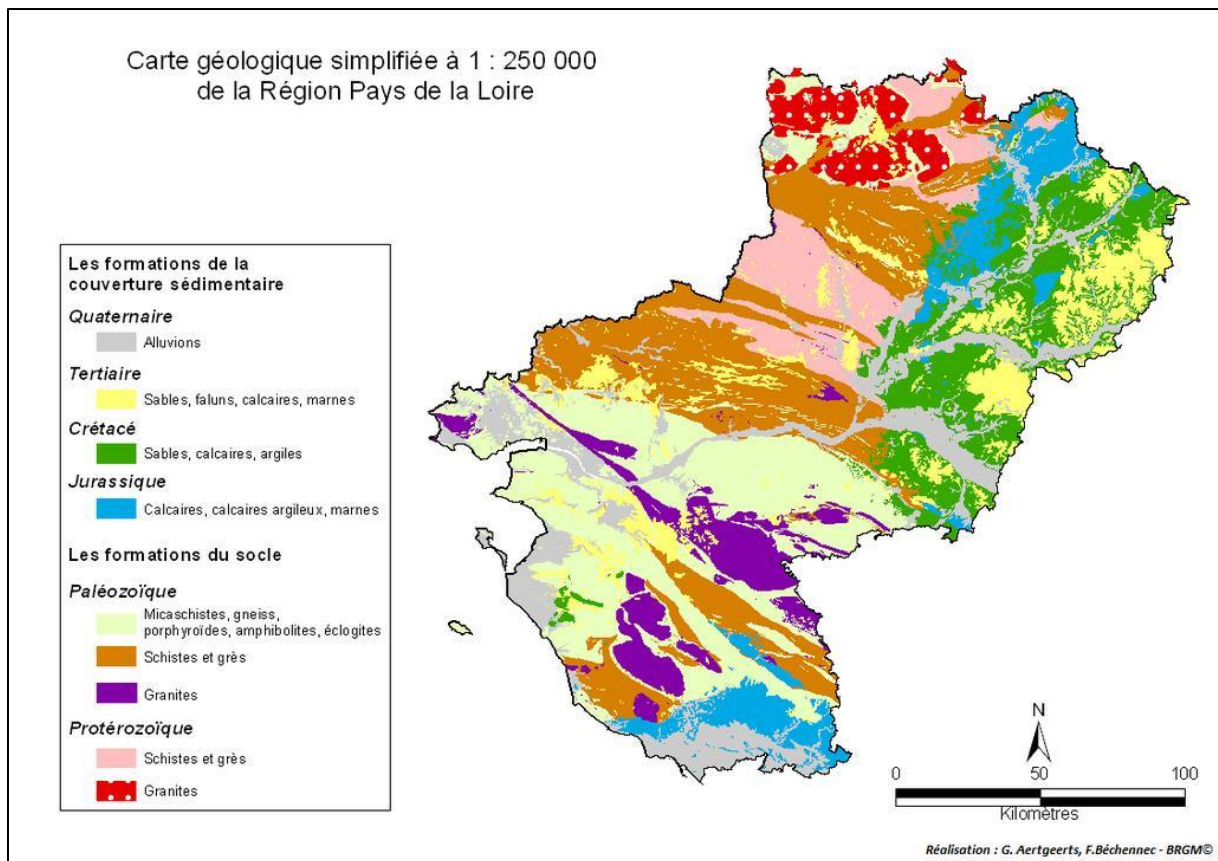 Carte géologique simplifiée à 1 : 250 000
de la Région Pays de la Loire
Les formations de la
couverture sédimentaire
Quaternaire
Alluvions
Tertiaire
Sables, faluns, calcaires, marnes
Crétacé
Sables, calcaires, argiles
Jurassique
Calcaires, calcaires argileux, marnes
Les formations du socle
Paléozoïque
Micaschistes, gneiss,
porphyroïdes, amphibolites, éclogites
Schistes et grès
Granites
Protérozoïque
Schistes et grès
Granites
N
0 50 100
Kilomètres
Réalisation : G. Aertgeerts, F.Béchennec - BRGM©